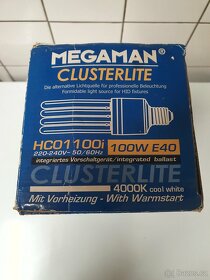 MEGAMAN
CLUSTERLITE
Die alternative Lichtquelle für professionelle Beleuchtung
Formidable light source for HID fixtures
HC01100i 100W E40
220-240V~ 50/60Hz
integriertes Vorschaltgerät/integrated ballast
CLUSTERLITE
4000K cool white
Mit Vorheizung - With Warmstart